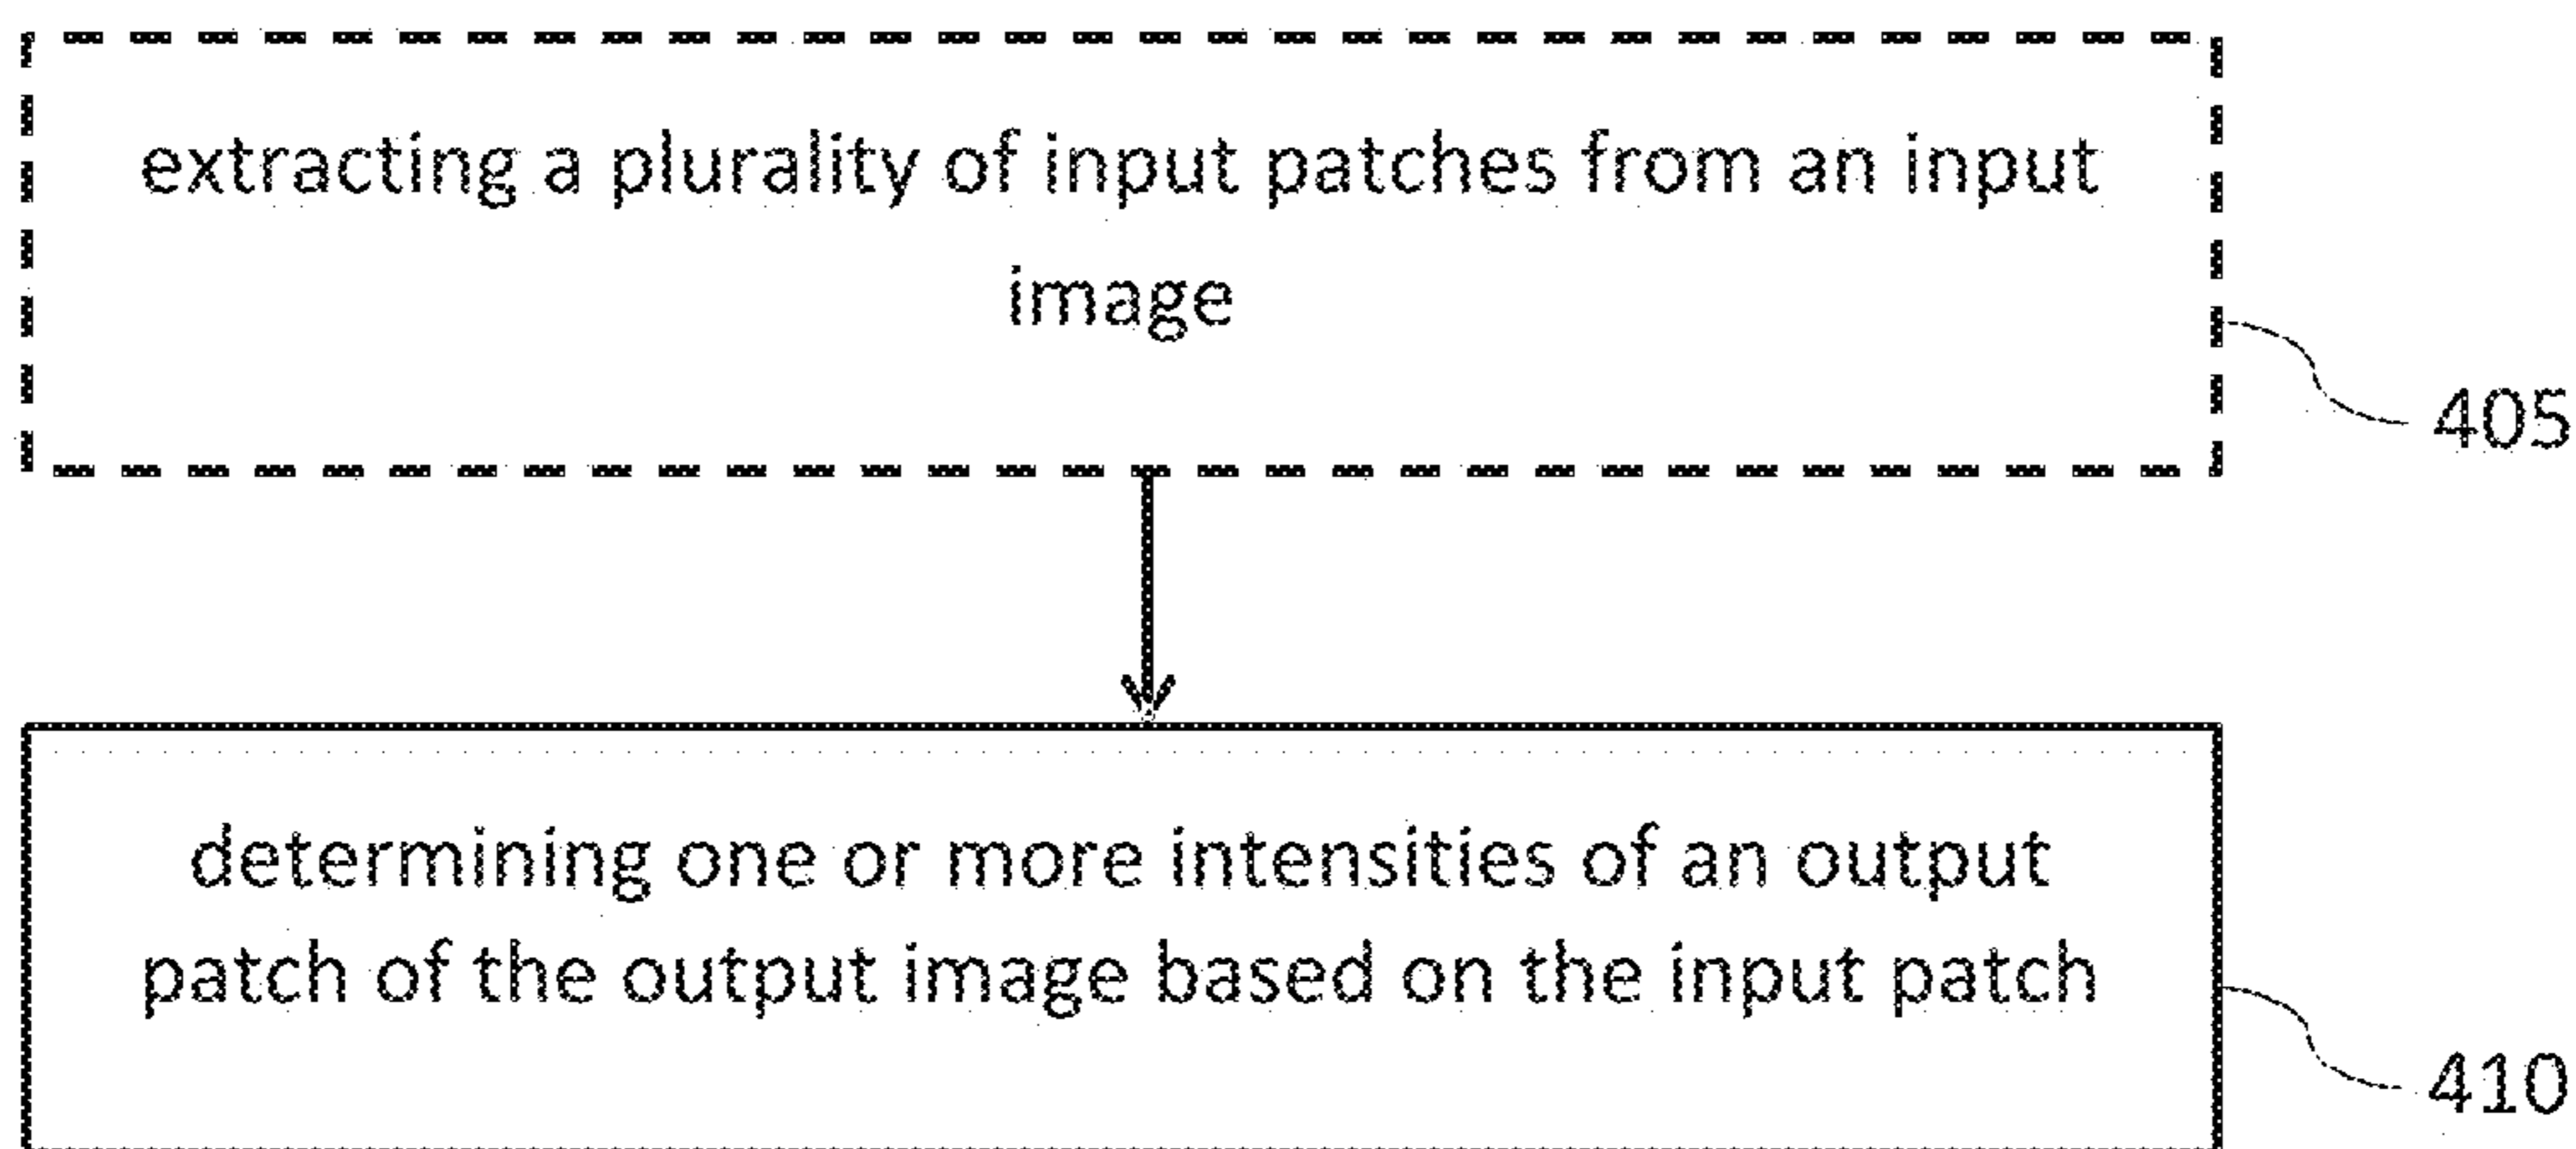 extracting a plurality of input patches from an input
image
405
determining one or more intensities of an output
patch of the output image based on the input patch
410